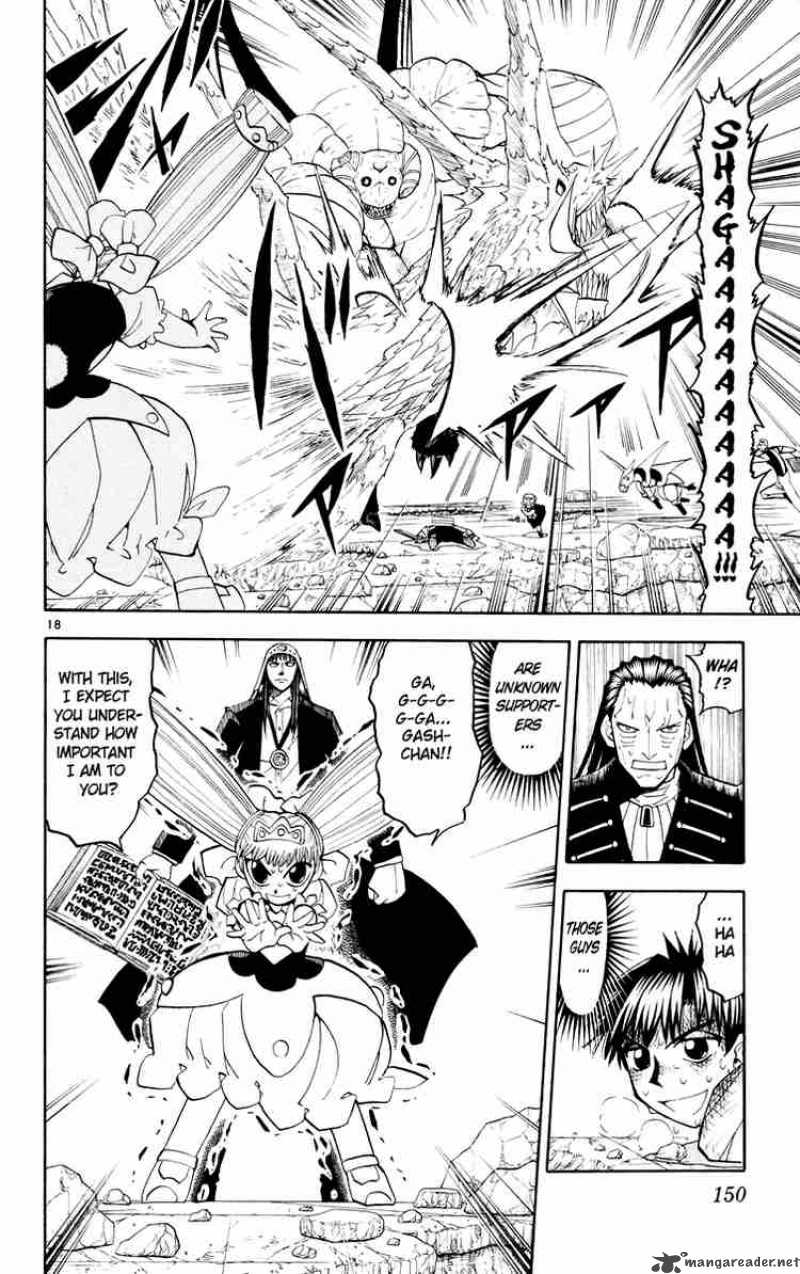 SHAGAAAAAAAAAA!!!
18
WHA
!?
...
HA
HA
THOSE
GUYS
...
ARE
UNKNOWN
SUPPORT-
ERS
...
GA,
G-G-G-
G-GA...
GASH-
CHAN!!
WITH THIS,
I EXPECT
YOU UNDER-
STAND HOW
IMPORTANT
I AM TO
YOU?
150
mangareader.net